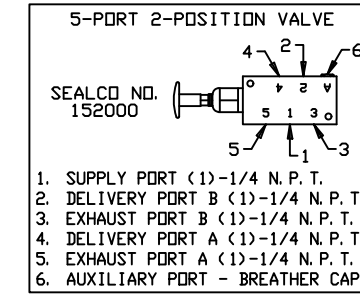 5-PORT 2-POSITION VALVE
4 2 6
SEALCO NO.
152000
4 2 A
5 1 3
5 1 3
1. SUPPLY PORT (1)-1/4 N.P.T.
2. DELIVERY PORT B (1)-1/4 N.P.T
3. EXHAUST PORT B (1)-1/4 N.P.T.
4. DELIVERY PORT A (1)-1/4 N.P.T
5. EXHAUST PORT A (1)-1/4 N.P.T.
6. AUXILIARY PORT - BREATHER CAP